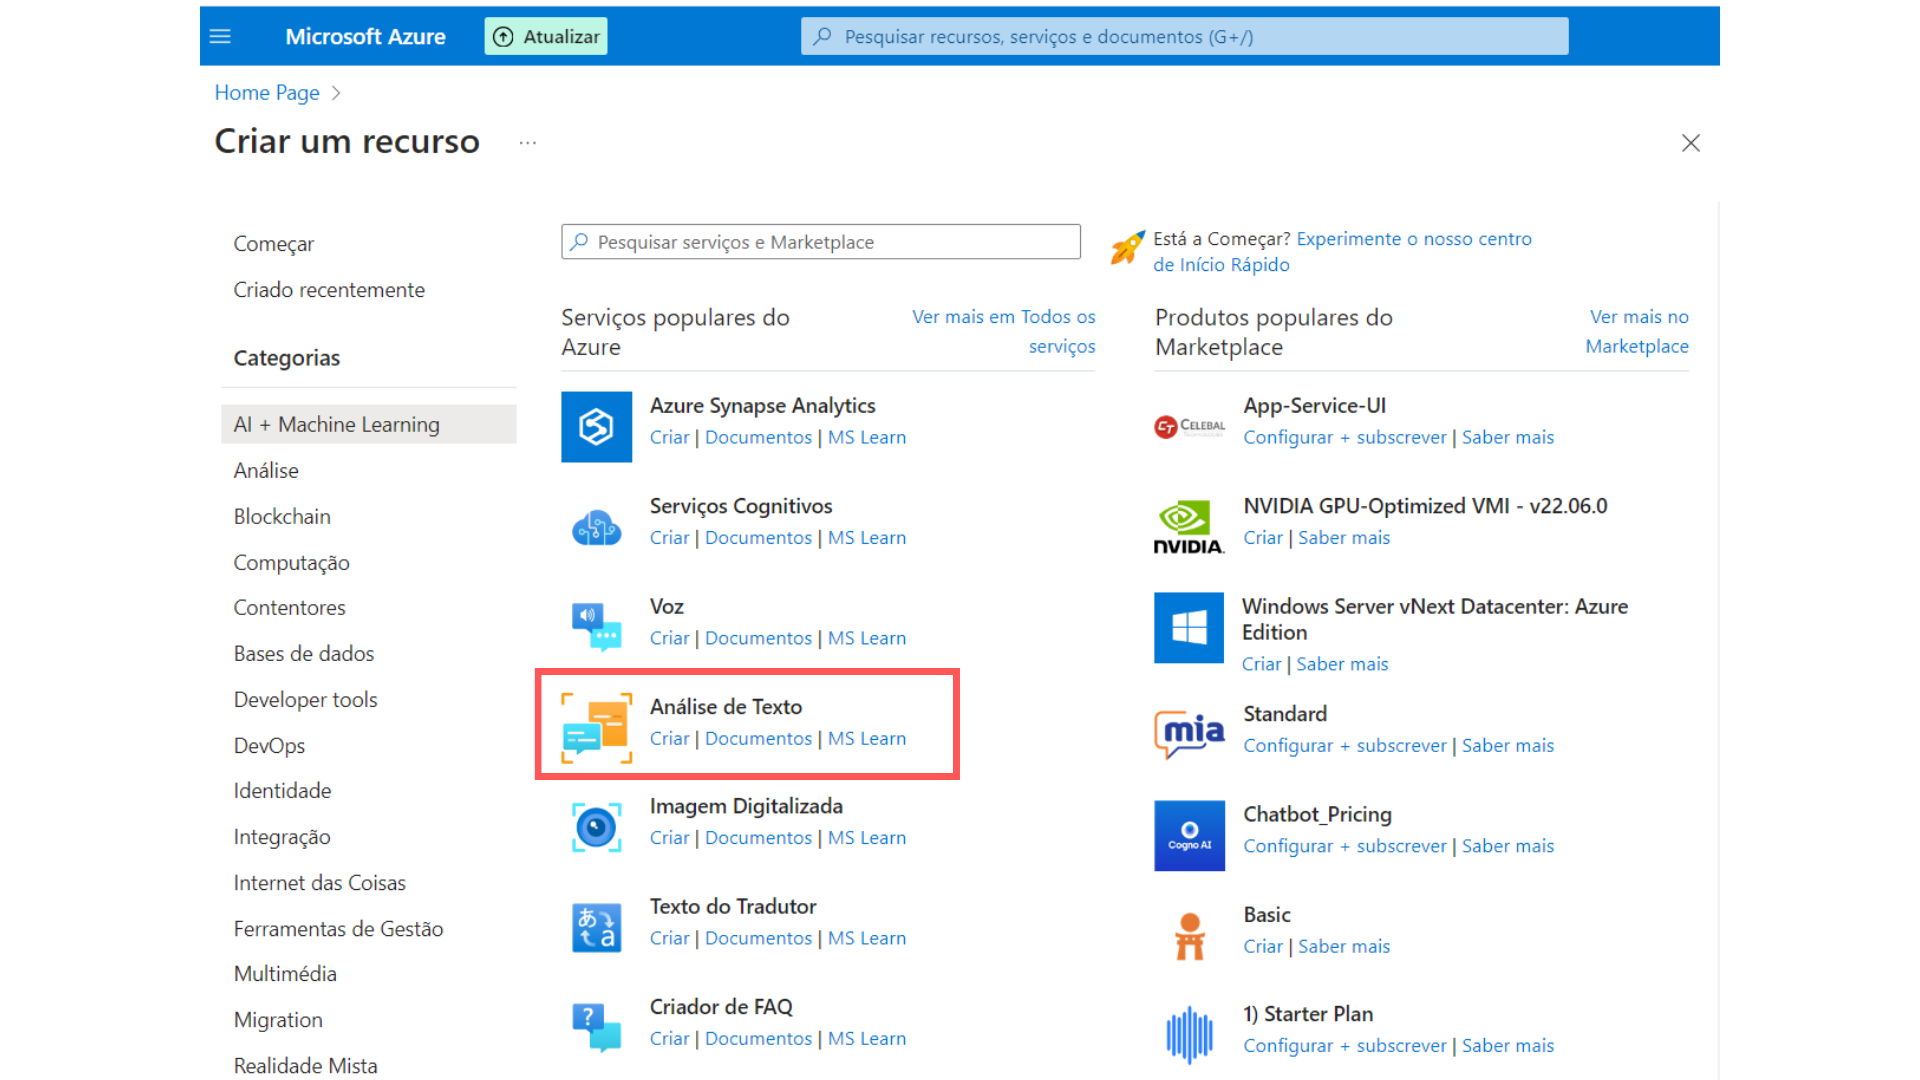 Microsoft Azure
Atualizar
Pesquisar recursos, serviços e documentos (G+/)
Home Page
Criar um recurso
...
Começar
Criado recentemente
Categorias
AI + Machine Learning
Análise
Blockchain
Computação
Contentores
Bases de dados
Developer tools
DevOps
Identidade
Integração
Internet das Coisas
Ferramentas de Gestão
Multimédia
Migration
Realidade Mista
Pesquisar serviços e Marketplace
Está a Começar? Experimente o nosso centro
de Início Rápido
Serviços populares do
Azure
Ver mais em Todos os
serviços
Azure Synapse Analytics
Criar | Documentos | MS Learn
Serviços Cognitivos
Criar | Documentos | MS Learn
Voz
Criar | Documentos | MS Learn
Análise de Texto
Criar | Documentos | MS Learn
Imagem Digitalizada
Criar | Documentos | MS Learn
あ
a
Texto do Tradutor
Criar | Documentos | MS Learn
?
Criador de FAQ
Criar | Documentos | MS Learn
Produtos populares do
Marketplace
Ver mais no
Marketplace
CT CELEBAL
App-Service-UI
Configurar + subscrever | Saber mais
NVIDIA.
NVIDIA GPU-Optimized VMI - v22.06.0
Criar | Saber mais
Windows Server vNext Datacenter: Azure
Edition
Criar | Saber mais
mia
Standard
Configurar + subscrever | Saber mais
Cogno AI
Chatbot_Pricing
Configurar + subscrever | Saber mais
Basic
Criar | Saber mais
1) Starter Plan
Configurar + subscrever | Saber mais